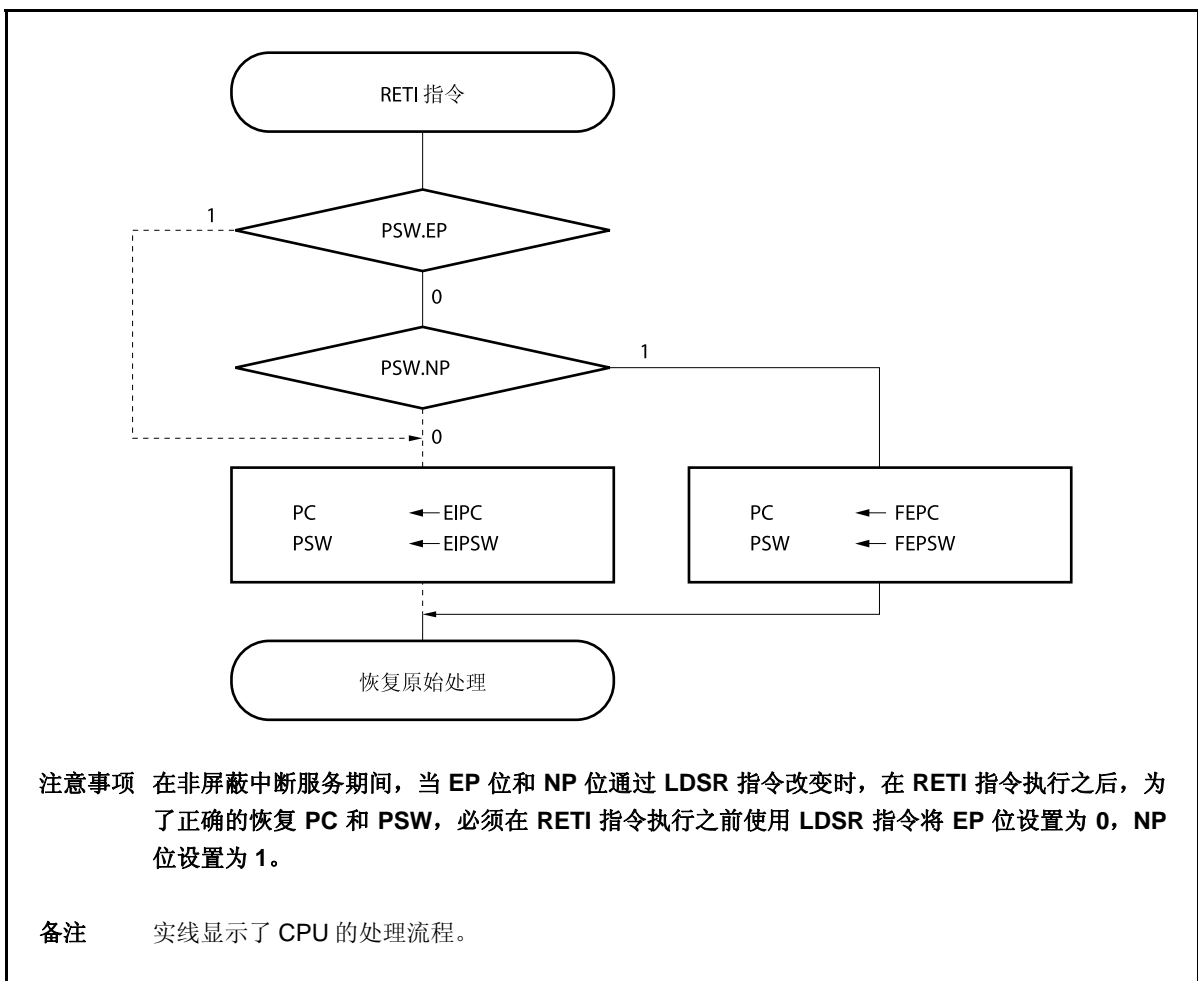 RETI 指令
1
PSW.EP
0
PSW.NP
1
0
PC ← EIPC
PSW ← EIPSW
PC ← FEPC
PSW ← FEPSW
恢复原始处理
注意事项 在非屏蔽中断服务期间，当 EP 位和 NP 位通过 LDSR 指令改变时，在 RETI 指令执行之后，为
了正确的恢复 PC 和 PSW，必须在 RETI 指令执行之前使用 LDSR 指令将 EP 位设置为 0，NP
位设置为 1。
备注 实线显示了 CPU 的处理流程。